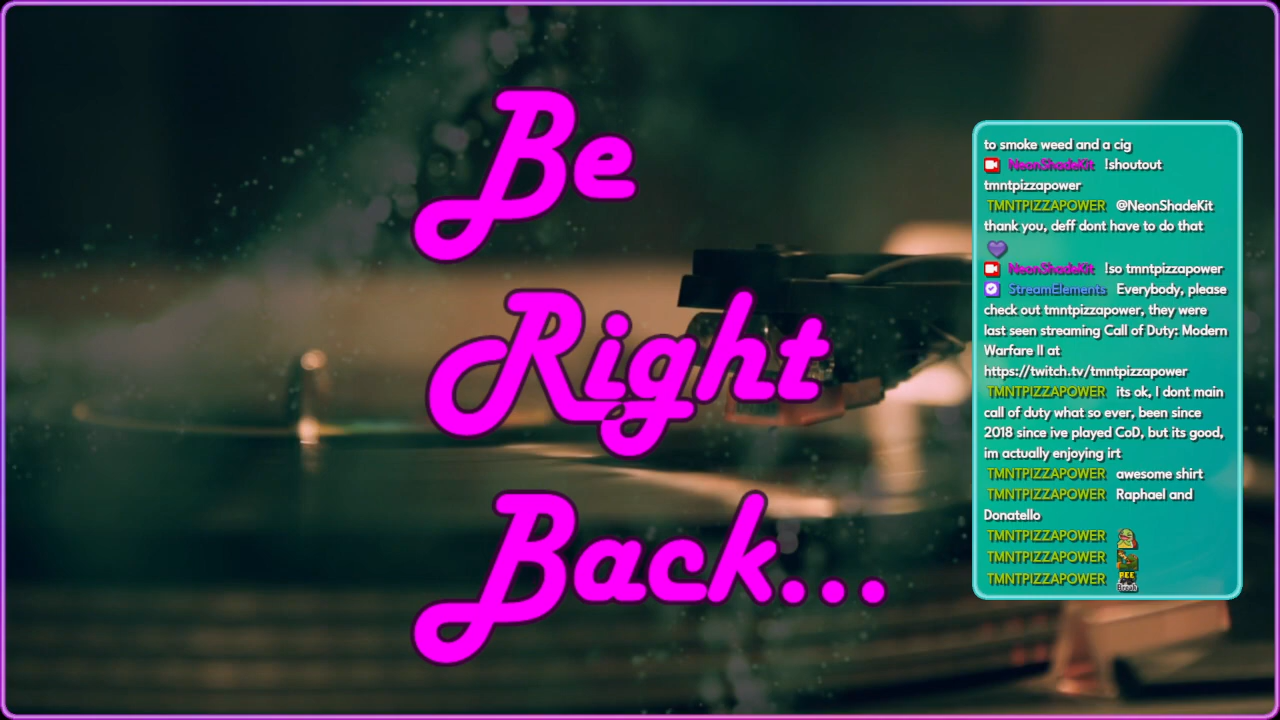 Be
Right
Back...
to smoke weed and a cig
NeonShadeKit !shoutout
tmntpizzapower
TMNTPIZZAPOWER @NeonShadeKit
thank you, deff dont have to do that
NeonShadeKit !so tmntpizzapower
StreamElements Everybody, please
check out tmntpizzapower, they were
last seen streaming Call of Duty: Modern
Warfare II at
https://twitch.tv/tmntpizzapower
TMNTPIZZAPOWER its ok, I dont main
call of duty what so ever, been since
2018 since ive played CoD, but its good,
im actually enjoying irt
TMNTPIZZAPOWER awesome shirt
TMNTPIZZAPOWER Raphael and
Donatello
TMNTPIZZAPOWER
TMNTPIZZAPOWER
TMNTPIZZAPOWER